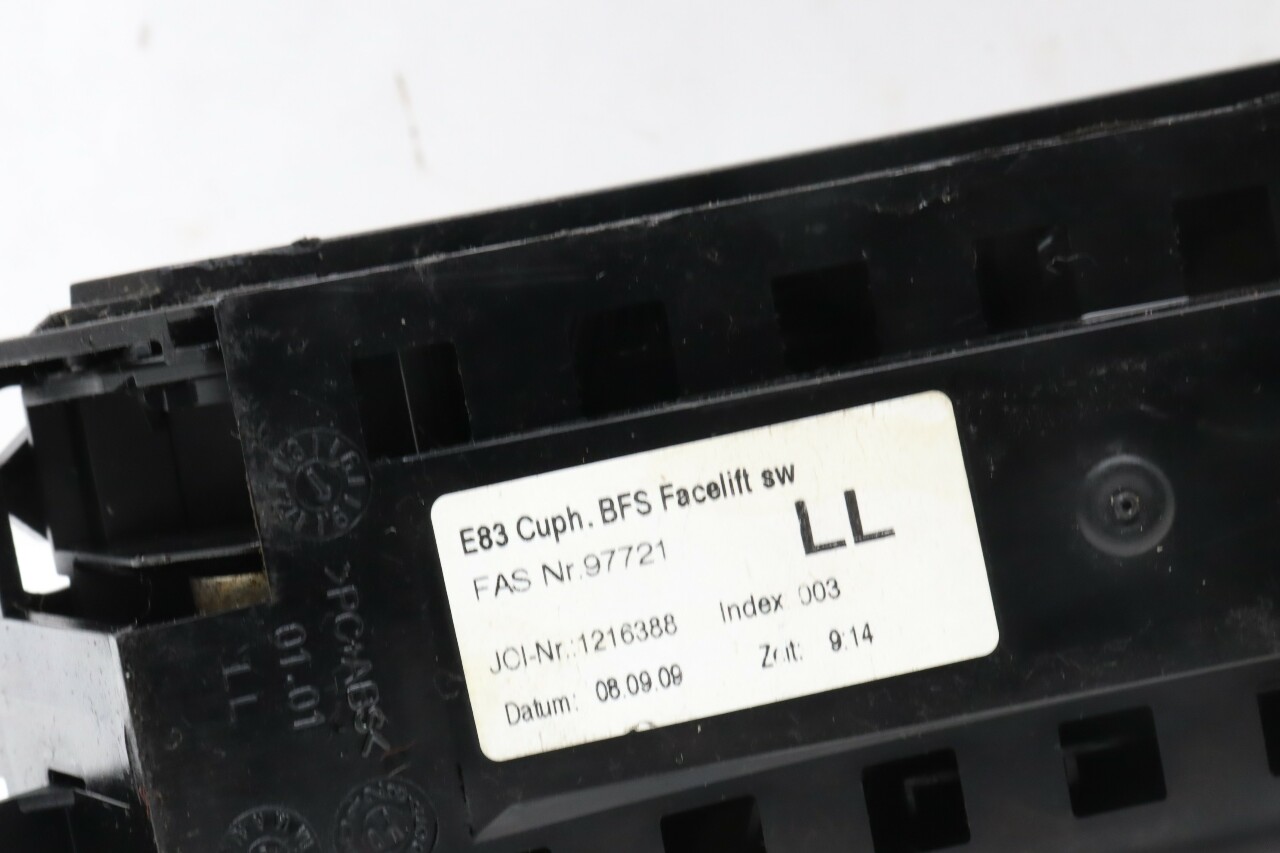 E83 Cuph. BFS Facelift sw
LL
FAS Nr.97721
JCI-Nr.:1216388 Index 003
Datum: 08.09.09 Zeit: 9:14
>PC+ABS<
01.01
LL